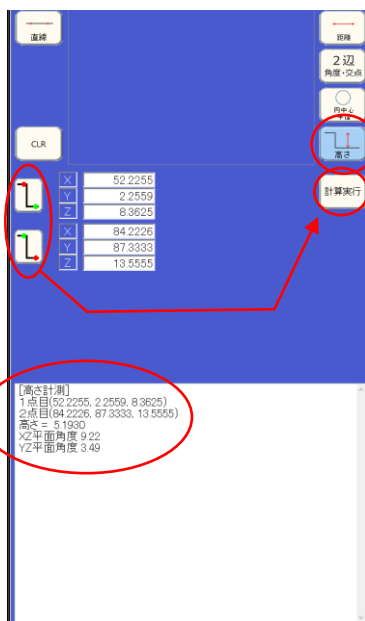 直線
距離
2辺
角度・交点
円中心
CLR
高さ
計算実行
X 52.2255
Y 2.2559
Z 8.3625
X 84.2226
Y 87.3333
Z 13.5555
[高さ計測]
1点目(52.2255, 2.2559, 8.3625)
2点目(84.2226, 87.3333, 13.5555)
高さ = 5.1930
XZ平面角度 9.22
YZ平面角度 3.49